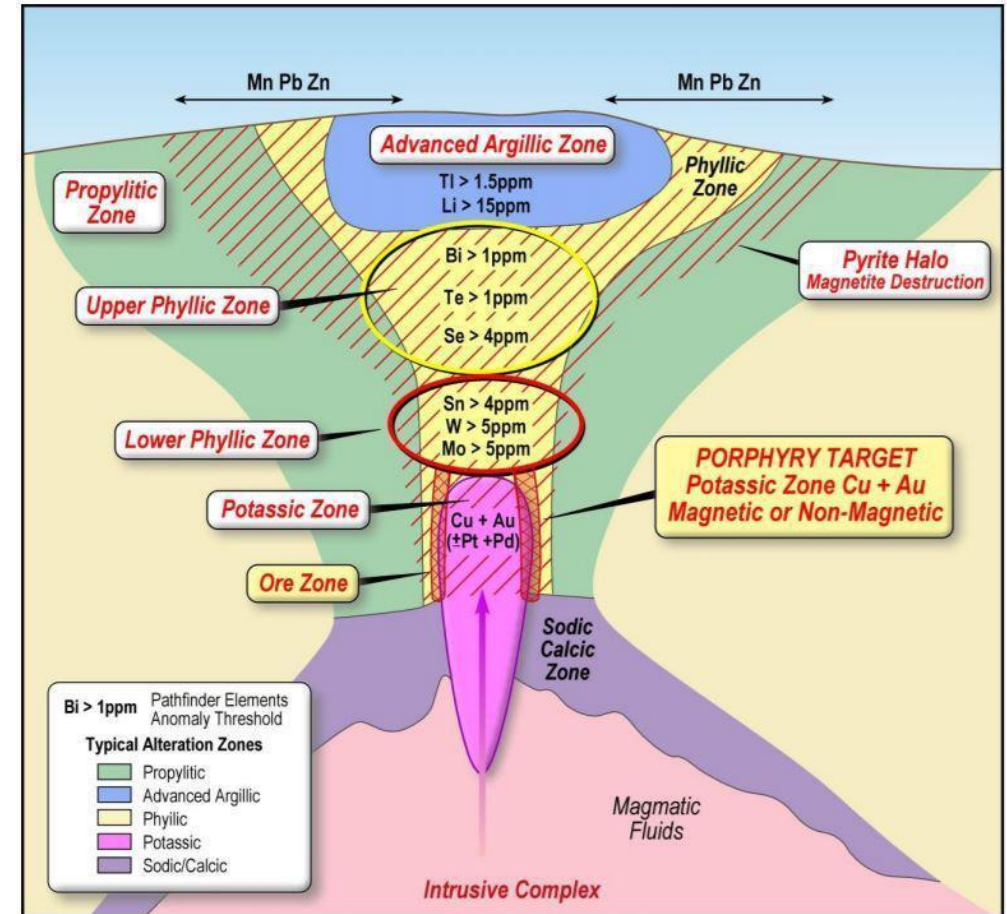 Mn Pb Zn
Mn Pb Zn
Advanced Argillic Zone
Tl > 1.5ppm
Li > 15ppm
Phyllic
Zone
Propylitic
Zone
Bi > 1ppm
Te > 1ppm
Se > 4ppm
Pyrite Halo
Magnetite Destruction
Upper Phyllic Zone
Sn > 4ppm
W > 5ppm
Mo > 5ppm
Lower Phyllic Zone
PORPHYRY TARGET
Potassic Zone Cu + Au
Magnetic or Non-Magnetic
Potassic Zone
Cu + Au
(±Pt +Pd)
Ore Zone
Sodic
Calcic
Zone
Bi > 1ppm
Pathfinder Elements
Anomaly Threshold
Typical Alteration Zones
Propylitic
Advanced Argillic
Phyilic
Potassic
Sodic/Calcic
Magmatic
Fluids
Intrusive Complex